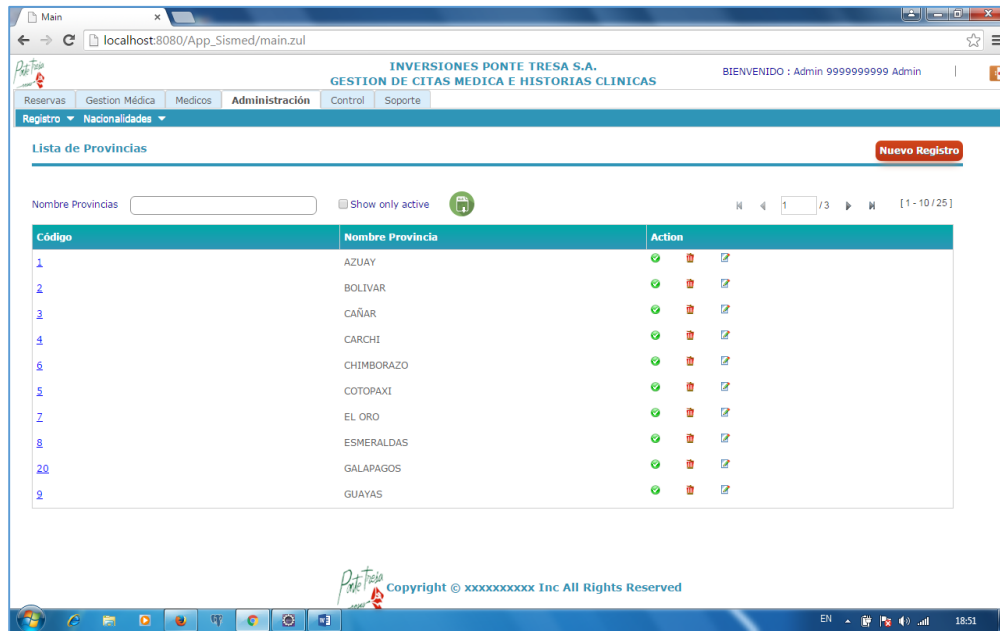 Main
localhost:8080/App_Sismed/main.zul
Ponte Tresa
INVERSIONES PONTE TRESA S.A.
GESTION DE CITAS MEDICA E HISTORIAS CLINICAS
BIENVENIDO : Admin 9999999999 Admin
Reservas Gestion Médica Medicos Administración Control Soporte
Registro Nacionalidades
Lista de Provincias
Nuevo Registro
Nombre Provincias Show only active 1 / 3 [ 1 - 10 / 25 ]
Código Nombre Provincia Action
1 AZUAY
2 BOLIVAR
3 CAÑAR
4 CARCHI
6 CHIMBORAZO
5 COTOPAXI
7 EL ORO
8 ESMERALDAS
20 GALAPAGOS
9 GUAYAS
Ponte Tresa
Copyright © xxxxxxxxxx Inc All Rights Reserved
EN 18:51